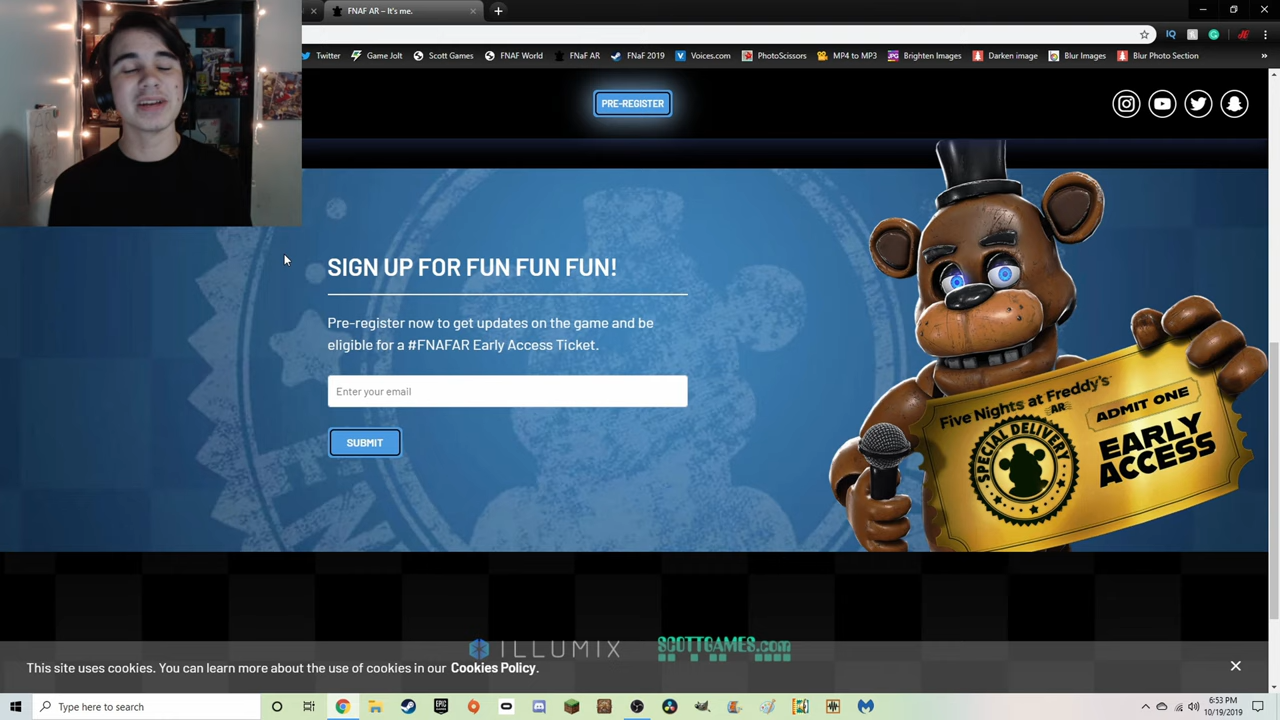 FNAF AR – It's me.
Twitter
Game Jolt
Scott Games
FNAF World
FnaF AR
FNaF 2019
Voices.com
PhotoScissors
MP4 to MP3
Brighten Images
Darken image
Blur Images
Blur Photo Section
PRE-REGISTER
SIGN UP FOR FUN FUN FUN!
Pre-register now to get updates on the game and be
eligible for a #FNAFAR Early Access Ticket.
Enter your email
SUBMIT
Five Nights at Freddy's
AR
SPECIAL DELIVERY
ADMIT ONE
EARLY
ACCESS
ILLUMIX
SCOTTGAMES.com
This site uses cookies. You can learn more about the use of cookies in our Cookies Policy.
Type here to search
EPIC
6:53 PM
10/19/2019